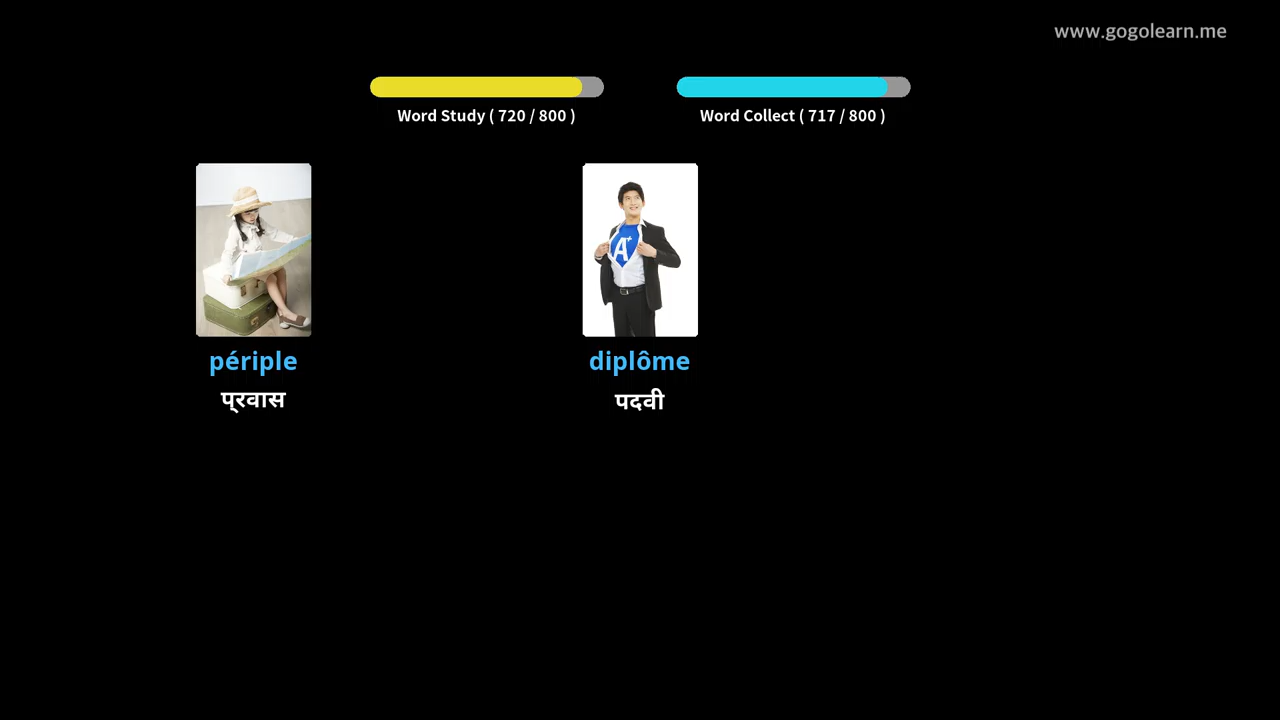 www.gogolearn.me
Word Study ( 720 / 800 )
Word Collect ( 717 / 800 )
A+
périple
diplôme
प्रवास
पदवी